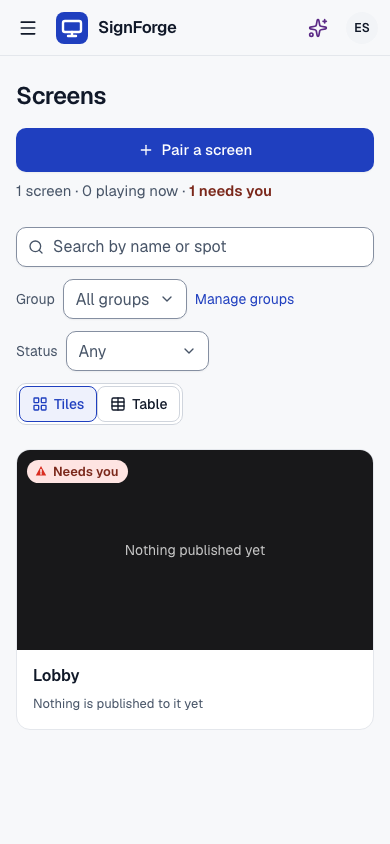 SignForge
ES
Screens
Pair a screen
1 screen · 0 playing now · 1 needs you
Search by name or spot
Group All groups Manage groups
Status Any
Tiles Table
Needs you
Nothing published yet
Lobby
Nothing is published to it yet